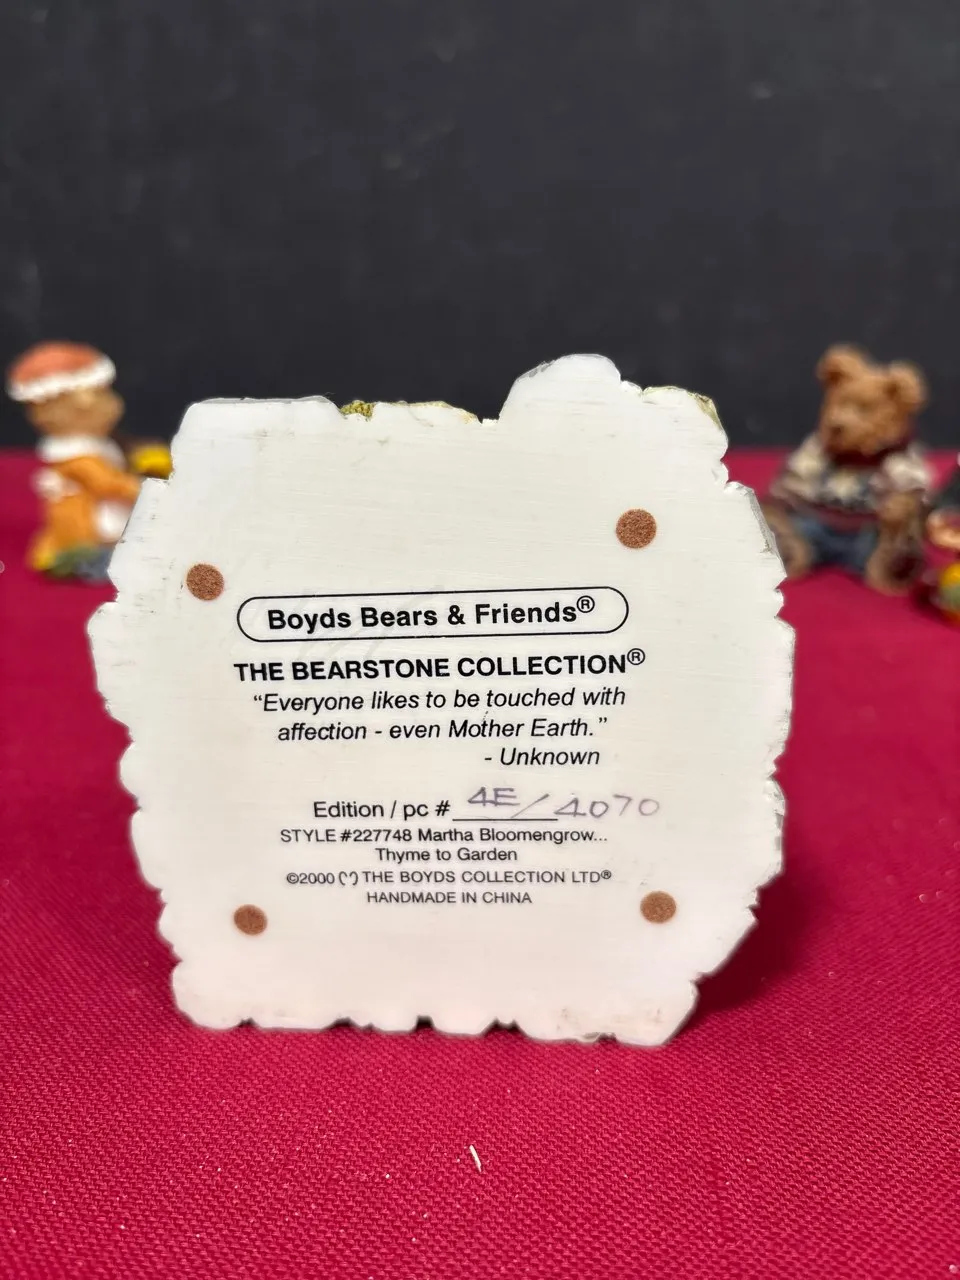 Boyds Bears & Friends®
THE BEARSTONE COLLECTION®
“Everyone likes to be touched with
affection - even Mother Earth.”
- Unknown
Edition / pc # 4E/4070
STYLE #227748 Martha Bloomengrow...
Thyme to Garden
©2000 THE BOYDS COLLECTION LTD®
HANDMADE IN CHINA